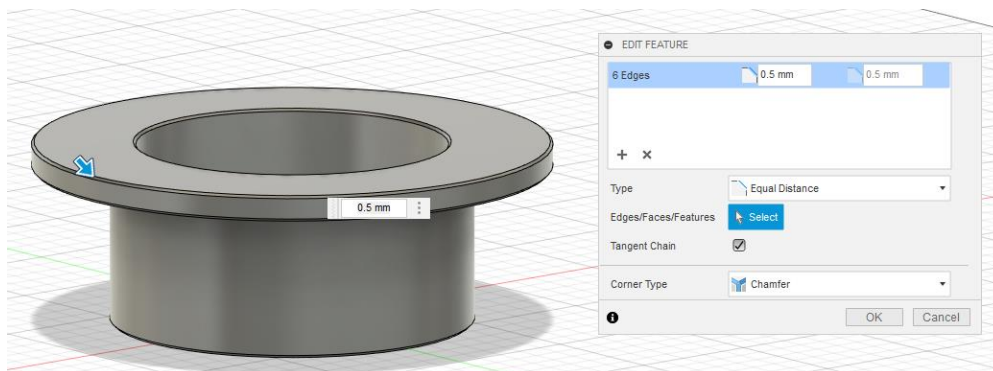 EDIT FEATURE
6 Edges 0.5 mm 0.5 mm
Type Equal Distance
0.5 mm
Edges/Faces/Features Select
Tangent Chain
Corner Type Chamfer
OK Cancel